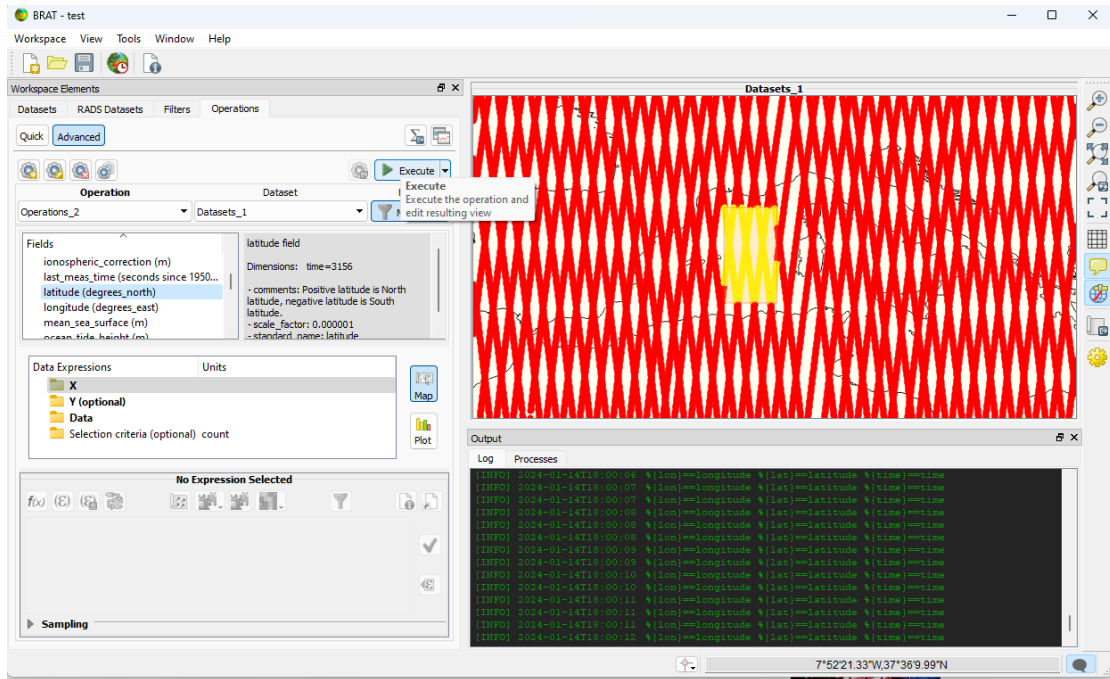 BRAT - test
Workspace View Tools Window Help
Workspace Elements
Datasets RADS Datasets Filters Operations
Quick Advanced
Execute
Operation Dataset
Execute
Execute the operation and
edit resulting view
Operations_2 Datasets_1
Fields
ionospheric_correction (m)
last_meas_time (seconds since 1950...
latitude (degrees_north)
longitude (degrees_east)
mean_sea_surface (m)
ocean_tide_height (m)
latitude field
Dimensions: time=3156
- comments: Positive latitude is North
latitude, negative latitude is South
latitude.
- scale_factor: 0.000001
- standard_name: latitude
Data Expressions Units
X
Y (optional)
Data
Selection criteria (optional) count
Map
Plot
No Expression Selected
f(x) (Ɛ)
Sampling
Datasets_1
Output
Log Processes
[INFO] 2024-01-14T18:00:06 %{lon}==longitude %{lat}==latitude %{time}==time
[INFO] 2024-01-14T18:00:07 %{lon}==longitude %{lat}==latitude %{time}==time
[INFO] 2024-01-14T18:00:07 %{lon}==longitude %{lat}==latitude %{time}==time
[INFO] 2024-01-14T18:00:08 %{lon}==longitude %{lat}==latitude %{time}==time
[INFO] 2024-01-14T18:00:08 %{lon}==longitude %{lat}==latitude %{time}==time
[INFO] 2024-01-14T18:00:08 %{lon}==longitude %{lat}==latitude %{time}==time
[INFO] 2024-01-14T18:00:09 %{lon}==longitude %{lat}==latitude %{time}==time
[INFO] 2024-01-14T18:00:09 %{lon}==longitude %{lat}==latitude %{time}==time
[INFO] 2024-01-14T18:00:10 %{lon}==longitude %{lat}==latitude %{time}==time
[INFO] 2024-01-14T18:00:10 %{lon}==longitude %{lat}==latitude %{time}==time
[INFO] 2024-01-14T18:00:11 %{lon}==longitude %{lat}==latitude %{time}==time
[INFO] 2024-01-14T18:00:11 %{lon}==longitude %{lat}==latitude %{time}==time
[INFO] 2024-01-14T18:00:11 %{lon}==longitude %{lat}==latitude %{time}==time
[INFO] 2024-01-14T18:00:12 %{lon}==longitude %{lat}==latitude %{time}==time
7°52'21.33"W,37°36'9.99"N